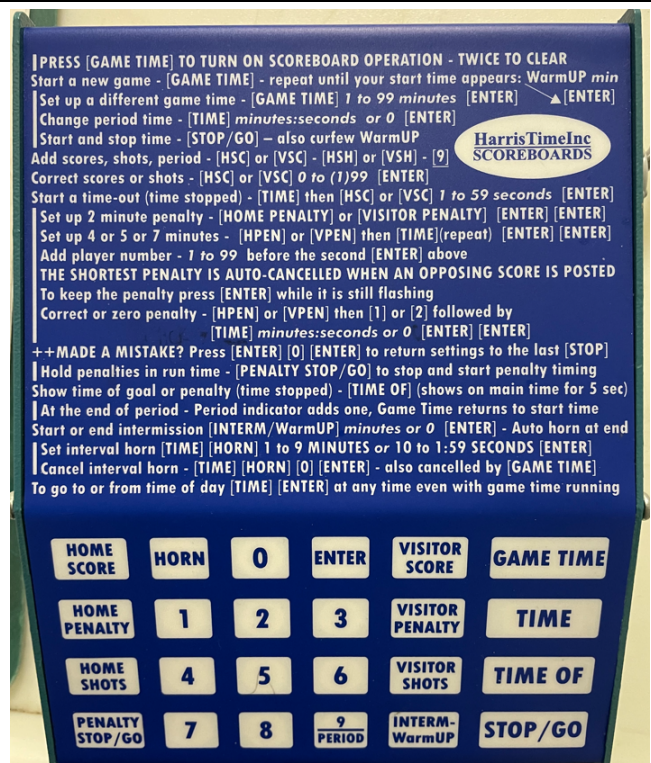 PRESS [GAME TIME] TO TURN ON SCOREBOARD OPERATION - TWICE TO CLEAR
Start a new game - [GAME TIME] - repeat until your start time appears: WarmUP min
Set up a different game time - [GAME TIME] 1 to 99 minutes [ENTER] [ENTER]
Change period time - [TIME] minutes:seconds or 0 [ENTER]
Start and stop time - [STOP/GO] – also curfew WarmUP
HarrisTimeInc
SCOREBOARDS
Add scores, shots, period - [HSC] or [VSC] - [HSH] or [VSH] - [9]
Correct scores or shots - [HSC] or [VSC] 0 to (1)99 [ENTER]
Start a time-out (time stopped) - [TIME] then [HSC] or [VSC] 1 to 59 seconds [ENTER]
Set up 2 minute penalty - [HOME PENALTY] or [VISITOR PENALTY] [ENTER] [ENTER]
Set up 4 or 5 or 7 minutes - [HPEN] or [VPEN] then [TIME](repeat) [ENTER] [ENTER]
Add player number - 1 to 99 before the second [ENTER] above
THE SHORTEST PENALTY IS AUTO-CANCELLED WHEN AN OPPOSING SCORE IS POSTED
To keep the penalty press [ENTER] while it is still flashing
Correct or zero penalty - [HPEN] or [VPEN] then [1] or [2] followed by
[TIME] minutes:seconds or 0 [ENTER] [ENTER]
++MADE A MISTAKE? Press [ENTER] [0] [ENTER] to return settings to the last [STOP]
Hold penalties in run time - [PENALTY STOP/GO] to stop and start penalty timing
Show time of goal or penalty (time stopped) - [TIME OF] (shows on main time for 5 sec)
At the end of period - Period indicator adds one, Game Time returns to start time
Start or end intermission [INTERM/WarmUP] minutes or 0 [ENTER] - Auto horn at end
Set interval horn [TIME] [HORN] 1 to 9 MINUTES or 10 to 1:59 SECONDS [ENTER]
Cancel interval horn - [TIME] [HORN] [0] [ENTER] - also cancelled by [GAME TIME]
To go to or from time of day [TIME] [ENTER] at any time even with game time running
HOME SCORE HORN 0 ENTER VISITOR SCORE GAME TIME
HOME PENALTY 1 2 3 VISITOR PENALTY TIME
HOME SHOTS 4 5 6 VISITOR SHOTS TIME OF
PENALTY STOP/GO 7 8 9 PERIOD INTERM- WarmUP STOP/GO